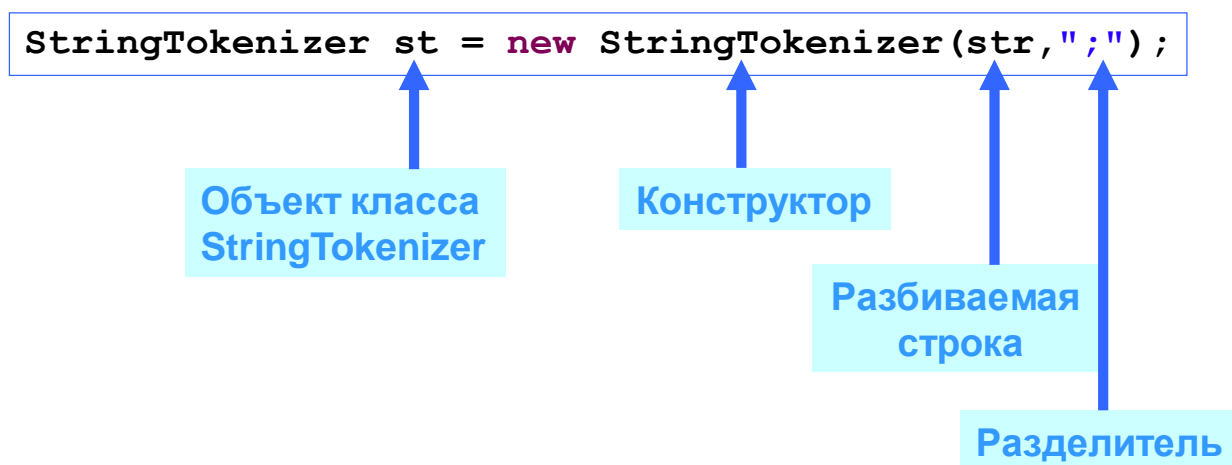 StringTokenizer st = new StringTokenizer(str,";");
Объект класса
StringTokenizer
Конструктор
Разбиваемая
строка
Разделитель